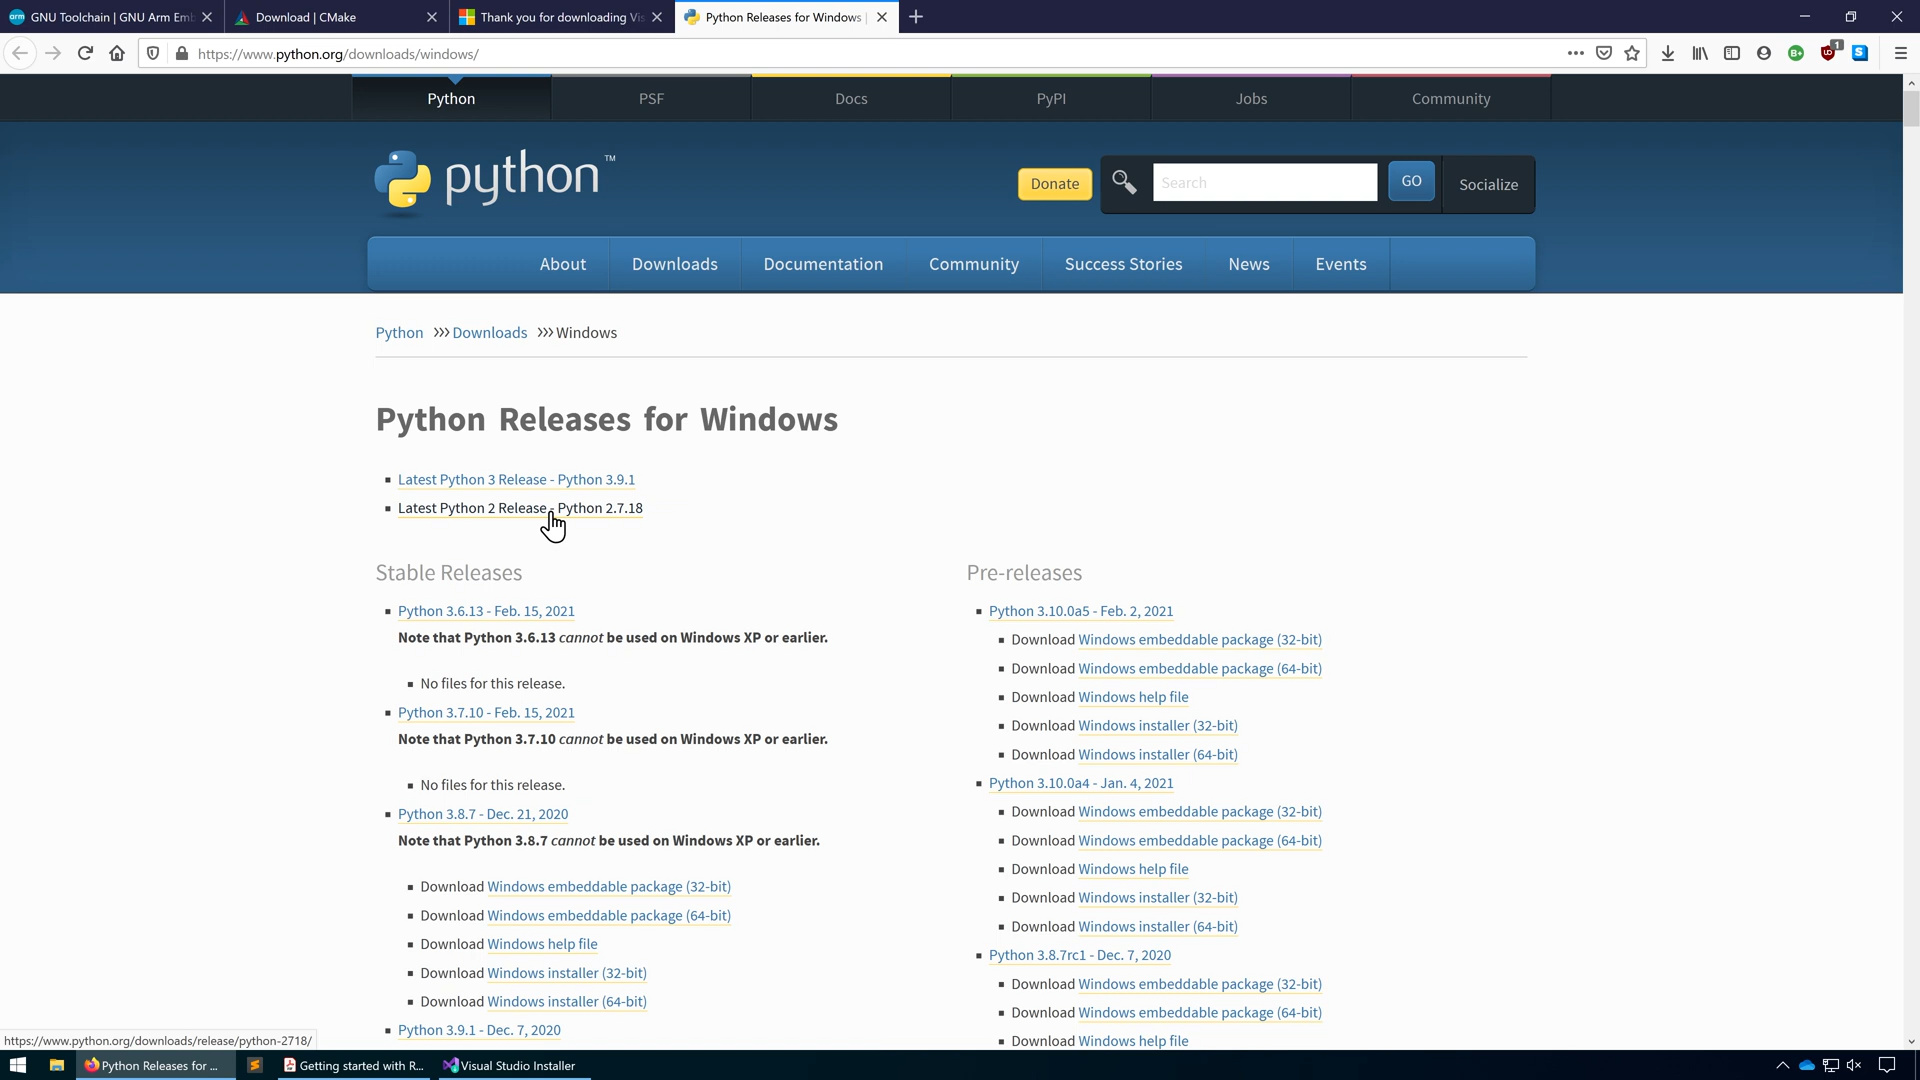 arm GNU Toolchain | GNU Arm Emb
Download | CMake
Thank you for downloading Vis
Python Releases for Windows |
https://www.python.org/downloads/windows/
1
Python
PSF
Docs
PyPI
Jobs
Community
python™
Donate
Search
GO
Socialize
About
Downloads
Documentation
Community
Success Stories
News
Events
Python >>> Downloads >>> Windows
Python Releases for Windows
Latest Python 3 Release - Python 3.9.1
Latest Python 2 Release - Python 2.7.18
Stable Releases
Python 3.6.13 - Feb. 15, 2021
Note that Python 3.6.13 cannot be used on Windows XP or earlier.
No files for this release.
Python 3.7.10 - Feb. 15, 2021
Note that Python 3.7.10 cannot be used on Windows XP or earlier.
No files for this release.
Python 3.8.7 - Dec. 21, 2020
Note that Python 3.8.7 cannot be used on Windows XP or earlier.
Download Windows embeddable package (32-bit)
Download Windows embeddable package (64-bit)
Download Windows help file
Download Windows installer (32-bit)
Download Windows installer (64-bit)
Python 3.9.1 - Dec. 7, 2020
Pre-releases
Python 3.10.0a5 - Feb. 2, 2021
Download Windows embeddable package (32-bit)
Download Windows embeddable package (64-bit)
Download Windows help file
Download Windows installer (32-bit)
Download Windows installer (64-bit)
Python 3.10.0a4 - Jan. 4, 2021
Download Windows embeddable package (32-bit)
Download Windows embeddable package (64-bit)
Download Windows help file
Download Windows installer (32-bit)
Download Windows installer (64-bit)
Python 3.8.7rc1 - Dec. 7, 2020
Download Windows embeddable package (32-bit)
Download Windows embeddable package (64-bit)
Download Windows help file
https://www.python.org/downloads/release/python-2718/
Python Releases for ...
Getting started with R...
Visual Studio Installer